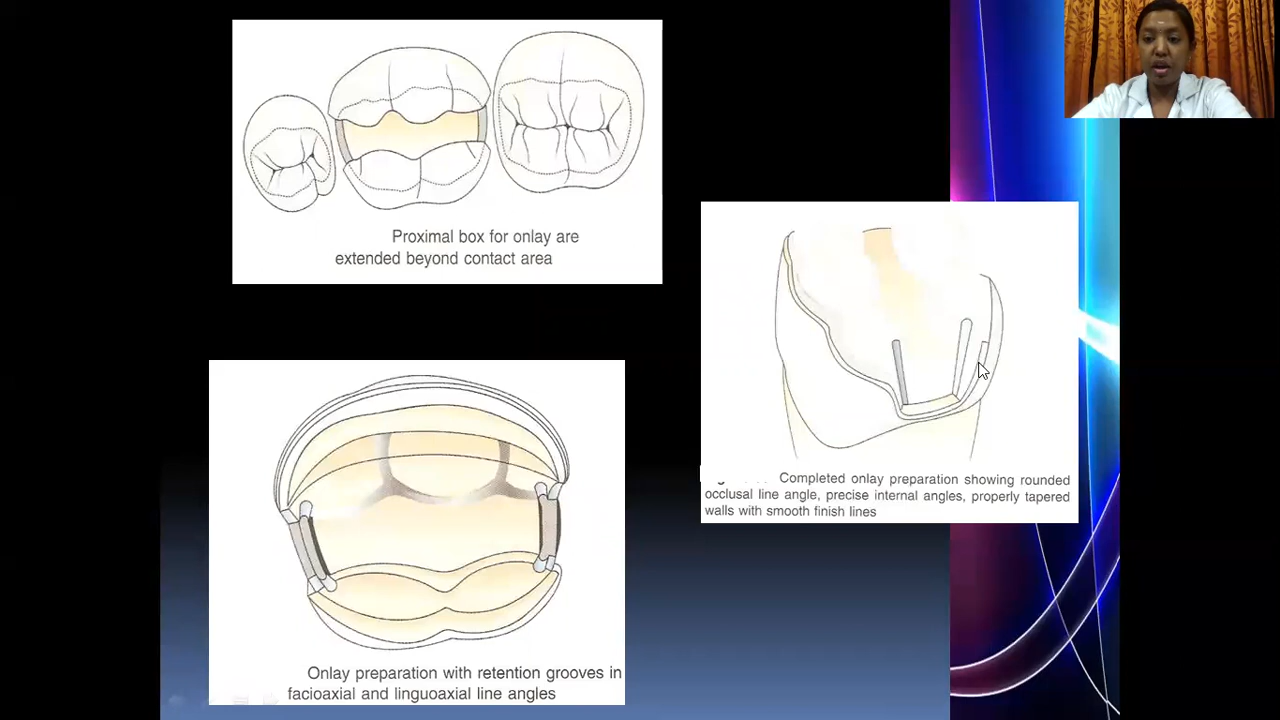 Proximal box for onlay are
extended beyond contact area
Completed onlay preparation showing rounded
occlusal line angle, precise internal angles, properly tapered
walls with smooth finish lines
Onlay preparation with retention grooves in
facioaxial and linguoaxial line angles